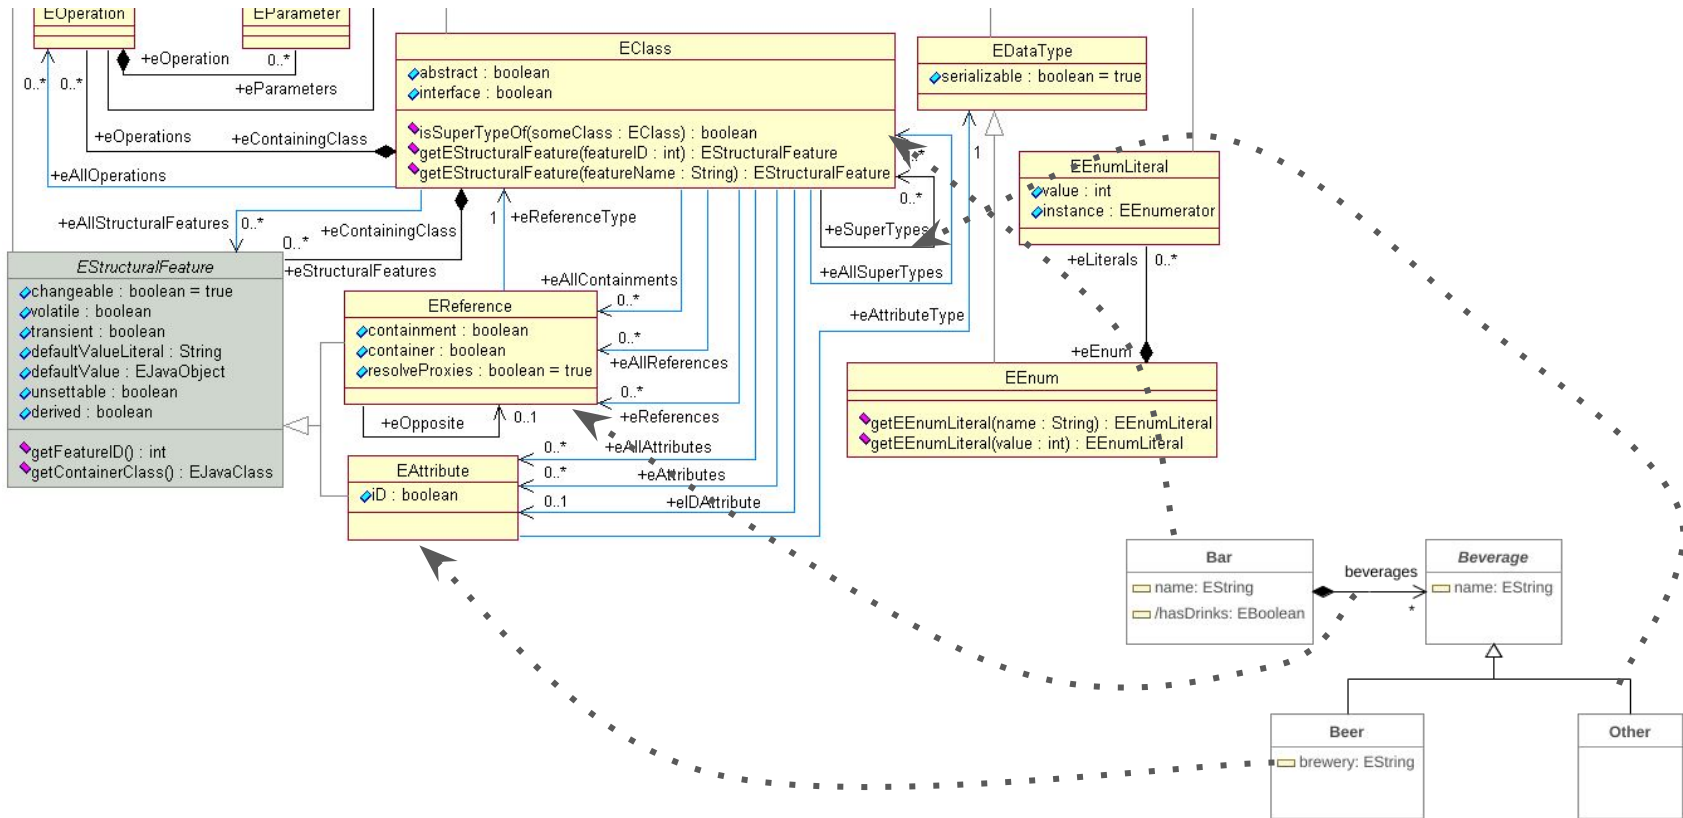 EOperation
EParameter
+eOperation
0..*
0..*
0..*
+eParameters
+eOperations
+eContainingClass
+eAllOperations
EClass
abstract : boolean
interface : boolean
isSuperTypeOf(someClass : EClass) : boolean
getEStructuralFeature(featureID : int) : EStructuralFeature
getEStructuralFeature(featureName : String) : EStructuralFeature
EDataType
serializable : boolean = true
1
0..*
0..*
+eSuperTypes
+eAllSuperTypes
EEnumLiteral
value : int
instance : EEnumerator
+eLiterals
0..*
+eEnum
+eAttributeType
EEnum
getEEnumLiteral(name : String) : EEnumLiteral
getEEnumLiteral(value : int) : EEnumLiteral
+eAllStructuralFeatures
0..*
0..*
+eContainingClass
+eStructuralFeatures
1
+eReferenceType
+eAllContainments
0..*
EStructuralFeature
changeable : boolean = true
volatile : boolean
transient : boolean
defaultValueLiteral : String
defaultValue : EJavaObject
unsettable : boolean
derived : boolean
getFeatureID() : int
getContainerClass() : EJavaClass
EReference
containment : boolean
container : boolean
resolveProxies : boolean = true
0..*
+eAllReferences
0..*
+eReferences
+eOpposite
0..1
EAttribute
iD : boolean
0..*
+eAllAttributes
0..*
+eAttributes
0..1
+eIDAttribute
Bar
name: EString
/hasDrinks: EBoolean
beverages
*
Beverage
name: EString
Beer
brewery: EString
Other